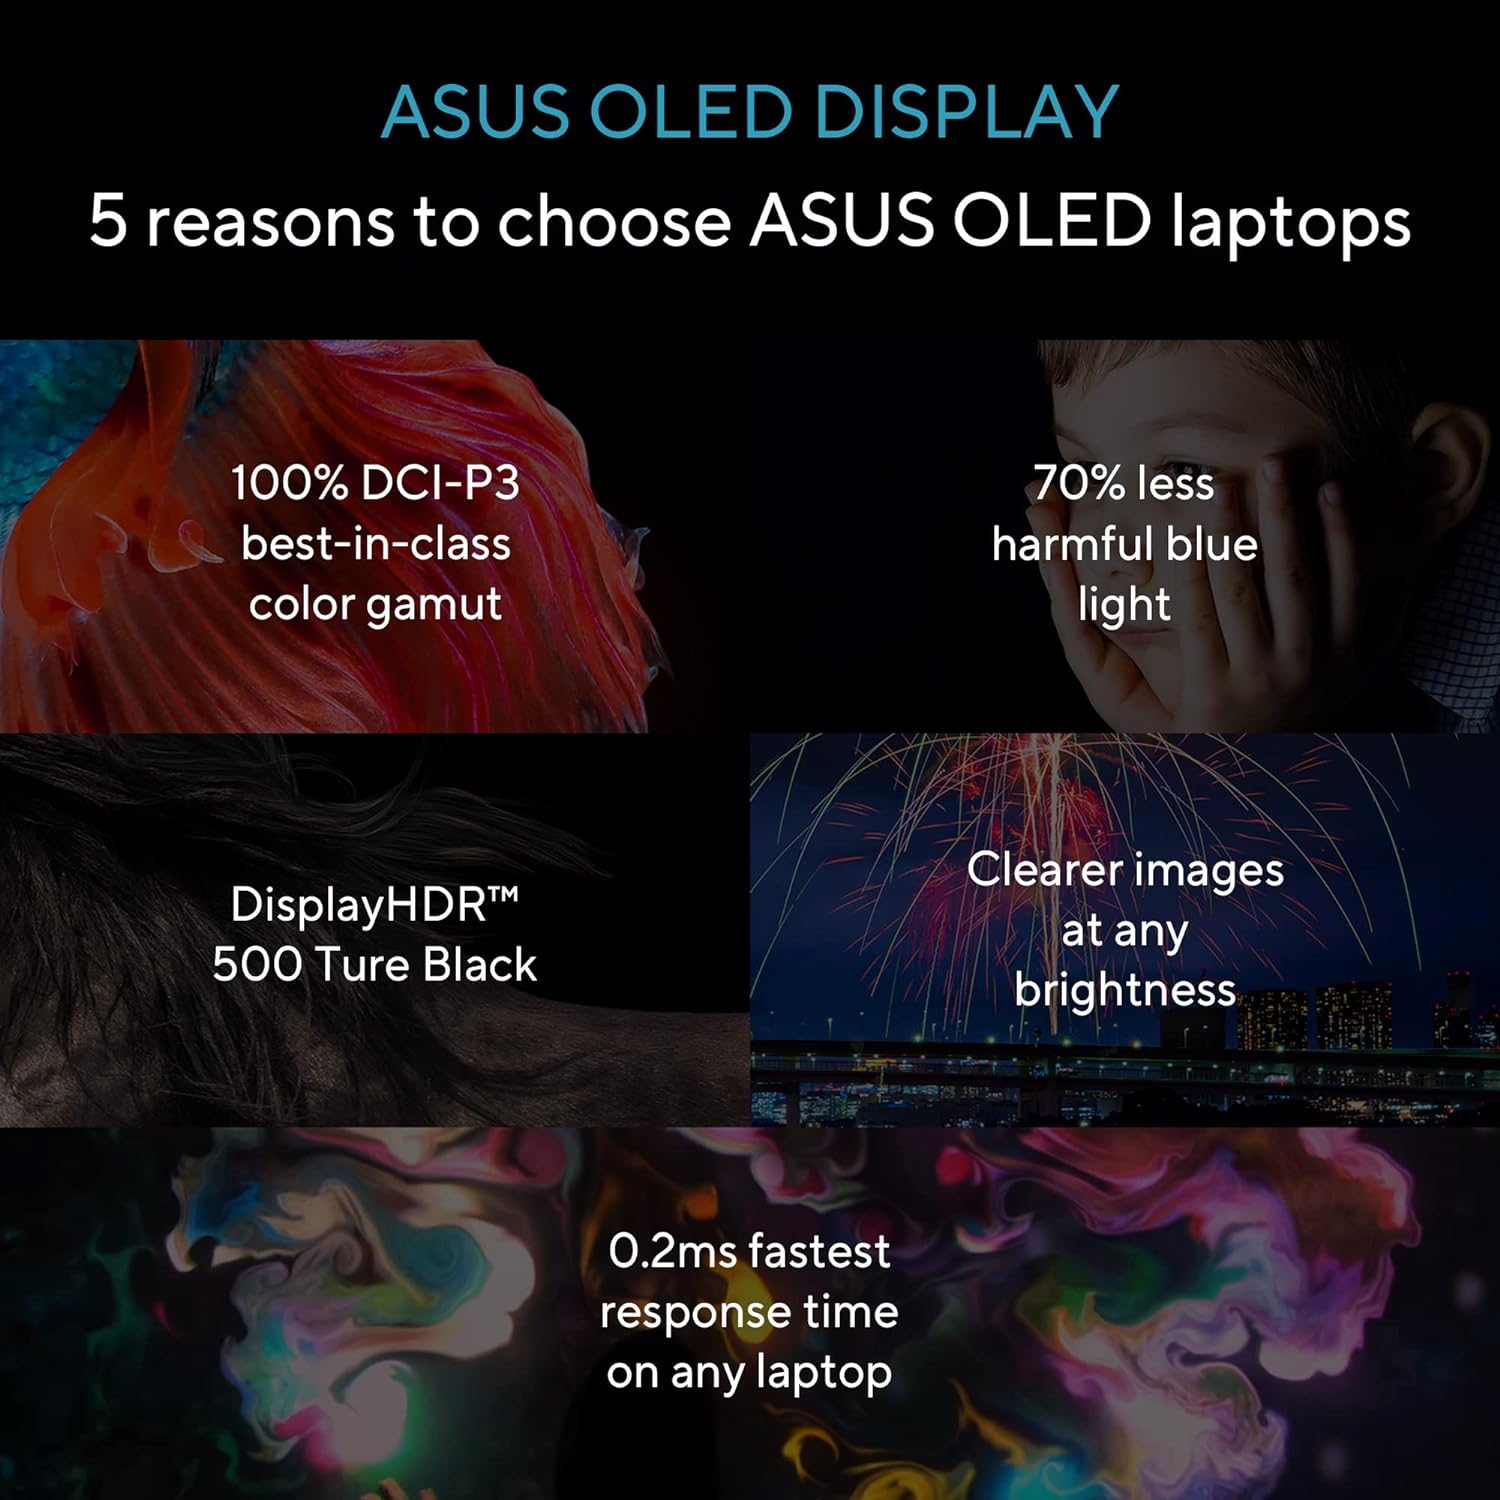 ASUS OLED DISPLAY
5 reasons to choose ASUS OLED laptops
100% DCI-P3
best-in-class
color gamut
70% less
harmful blue
light
DisplayHDR™
500 Ture Black
Clearer images
at any
brightness
0.2ms fastest
response time
on any laptop